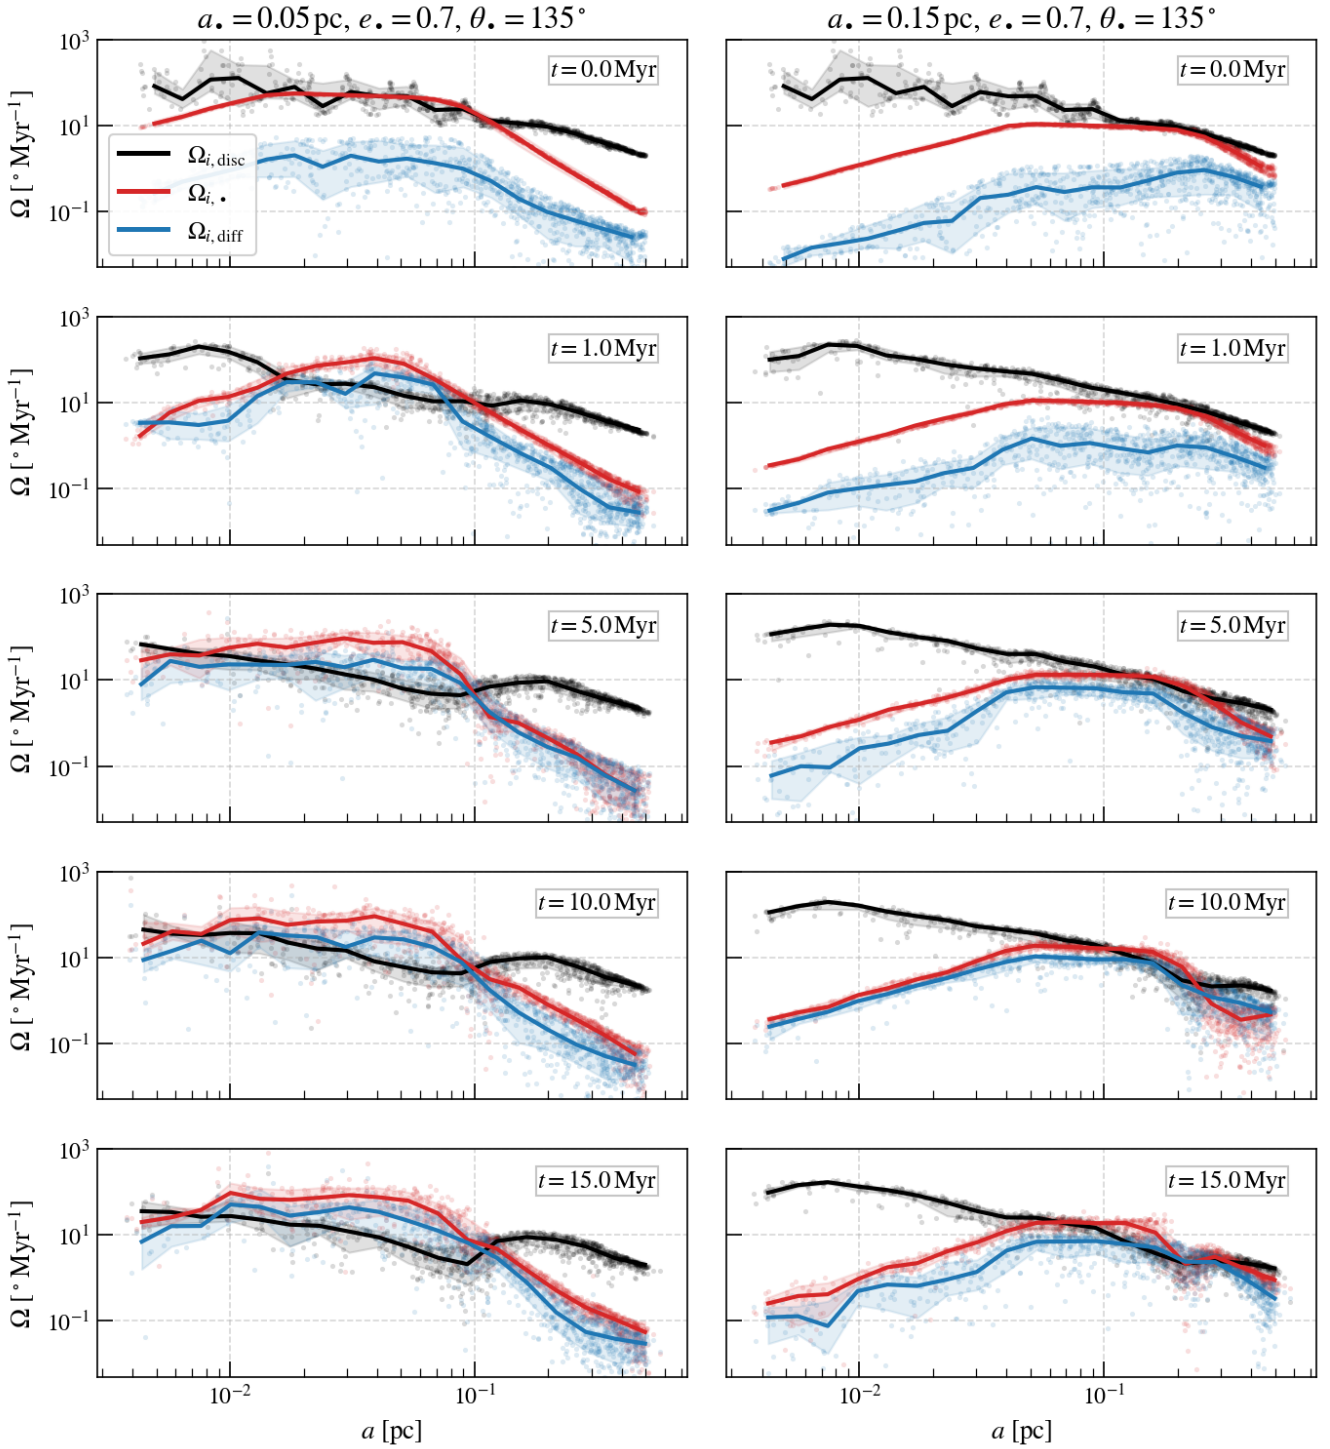 a• = 0.05 pc, e• = 0.7, θ• = 135°
a• = 0.15 pc, e• = 0.7, θ• = 135°
Ω [° Myr⁻¹]
10³
10¹
10⁻¹
t = 0.0 Myr
Ωi, disc
Ωi, •
Ωi, diff
t = 0.0 Myr
Ω [° Myr⁻¹]
10³
10¹
10⁻¹
t = 1.0 Myr
t = 1.0 Myr
Ω [° Myr⁻¹]
10³
10¹
10⁻¹
t = 5.0 Myr
t = 5.0 Myr
Ω [° Myr⁻¹]
10³
10¹
10⁻¹
t = 10.0 Myr
t = 10.0 Myr
Ω [° Myr⁻¹]
10³
10¹
10⁻¹
t = 15.0 Myr
t = 15.0 Myr
10⁻² 10⁻¹
10⁻² 10⁻¹
a [pc]
a [pc]